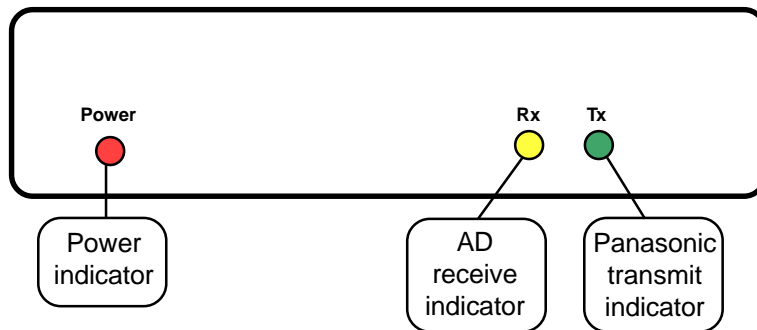 Power
Rx Tx
Power
indicator
AD
receive
indicator
Panasonic
transmit
indicator